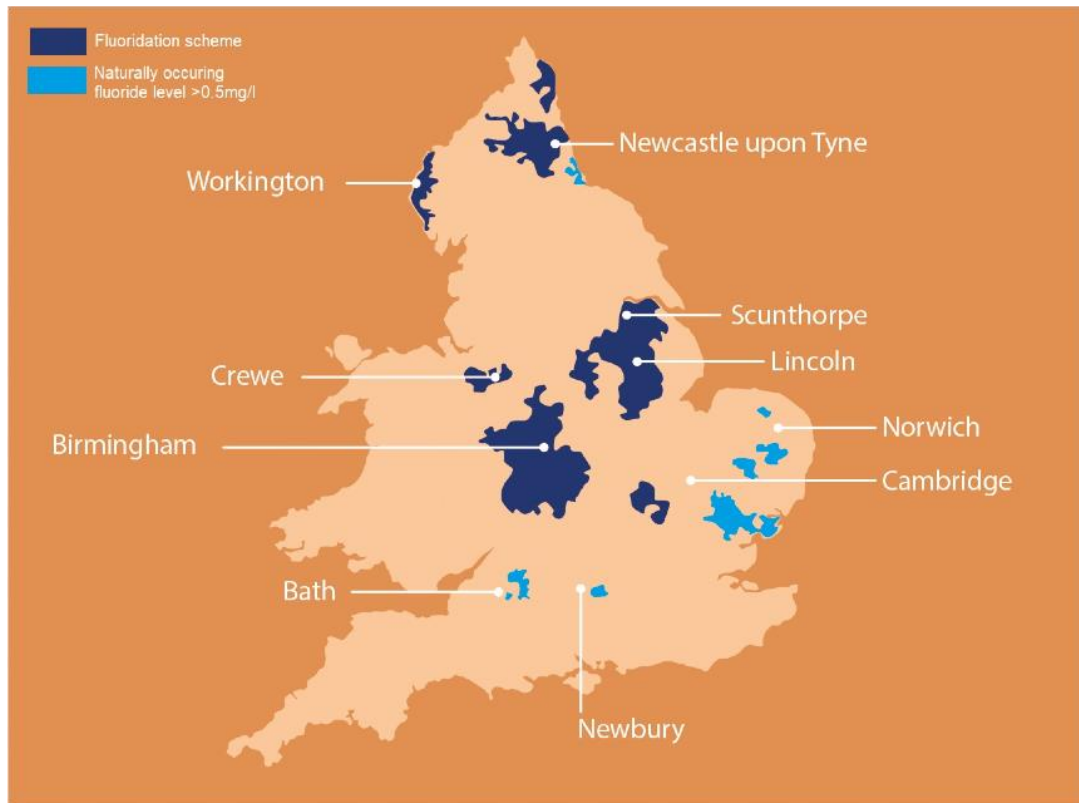 Fluoridation scheme
Naturally occuring
fluoride level >0.5mg/l
Newcastle upon Tyne
Workington
Scunthorpe
Lincoln
Crewe
Norwich
Birmingham
Cambridge
Bath
Newbury